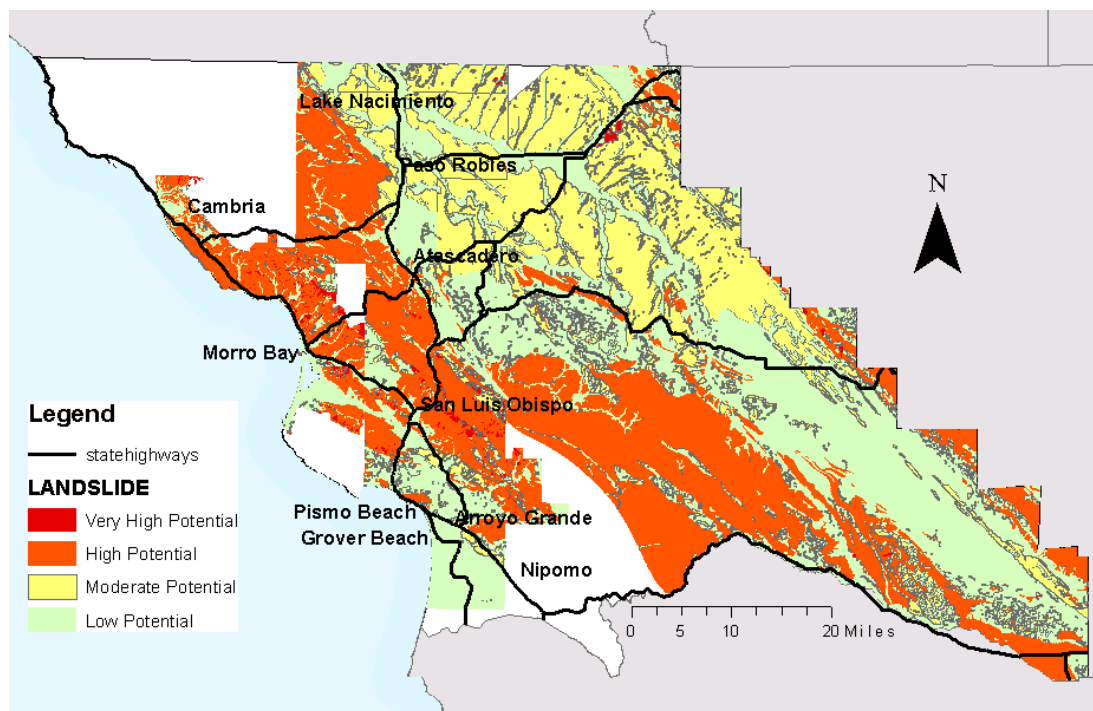 Lake Nacimiento
Paso Robles
N
Cambria
Atascadero
Morro Bay
San Luis Obispo
Legend
statehighways
LANDSLIDE
Very High Potential
High Potential
Moderate Potential
Low Potential
Pismo Beach
Arroyo Grande
Grover Beach
Nipomo
0 5 10 20 Miles